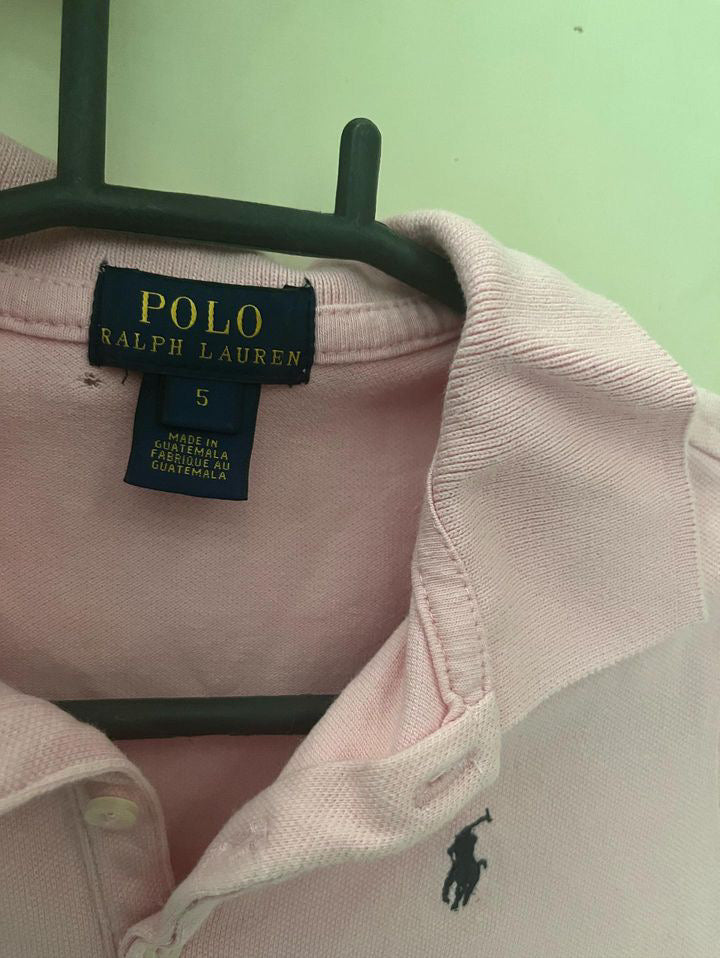 POLO
RALPH LAUREN
5
MADE IN
GUATEMALA
FABRIQUE AU
GUATEMALA